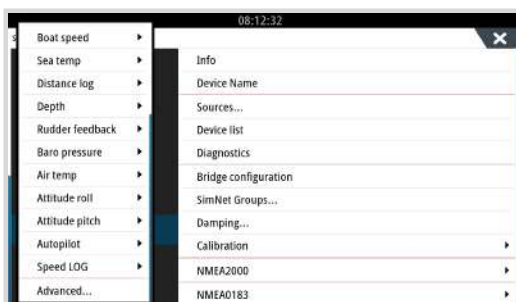 08:12:32
Boat speed
Sea temp
Distance log
Depth
Rudder feedback
Baro pressure
Air temp
Attitude roll
Attitude pitch
Autopilot
Speed LOG
Advanced...
Info
Device Name
Sources...
Device list
Diagnostics
Bridge configuration
SimNet Groups...
Damping...
Calibration
NMEA2000
NMEA0183